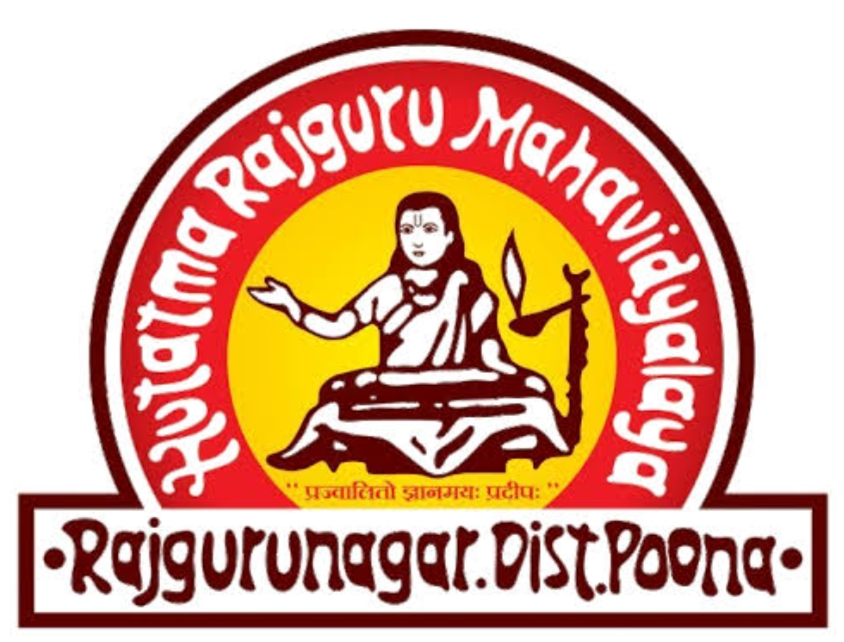 Hutatma Rajguru Mahavidyalaya
" प्रज्वालितो ज्ञानमयः प्रदीपः "
•Rajgurunagar.Dist.Poona•